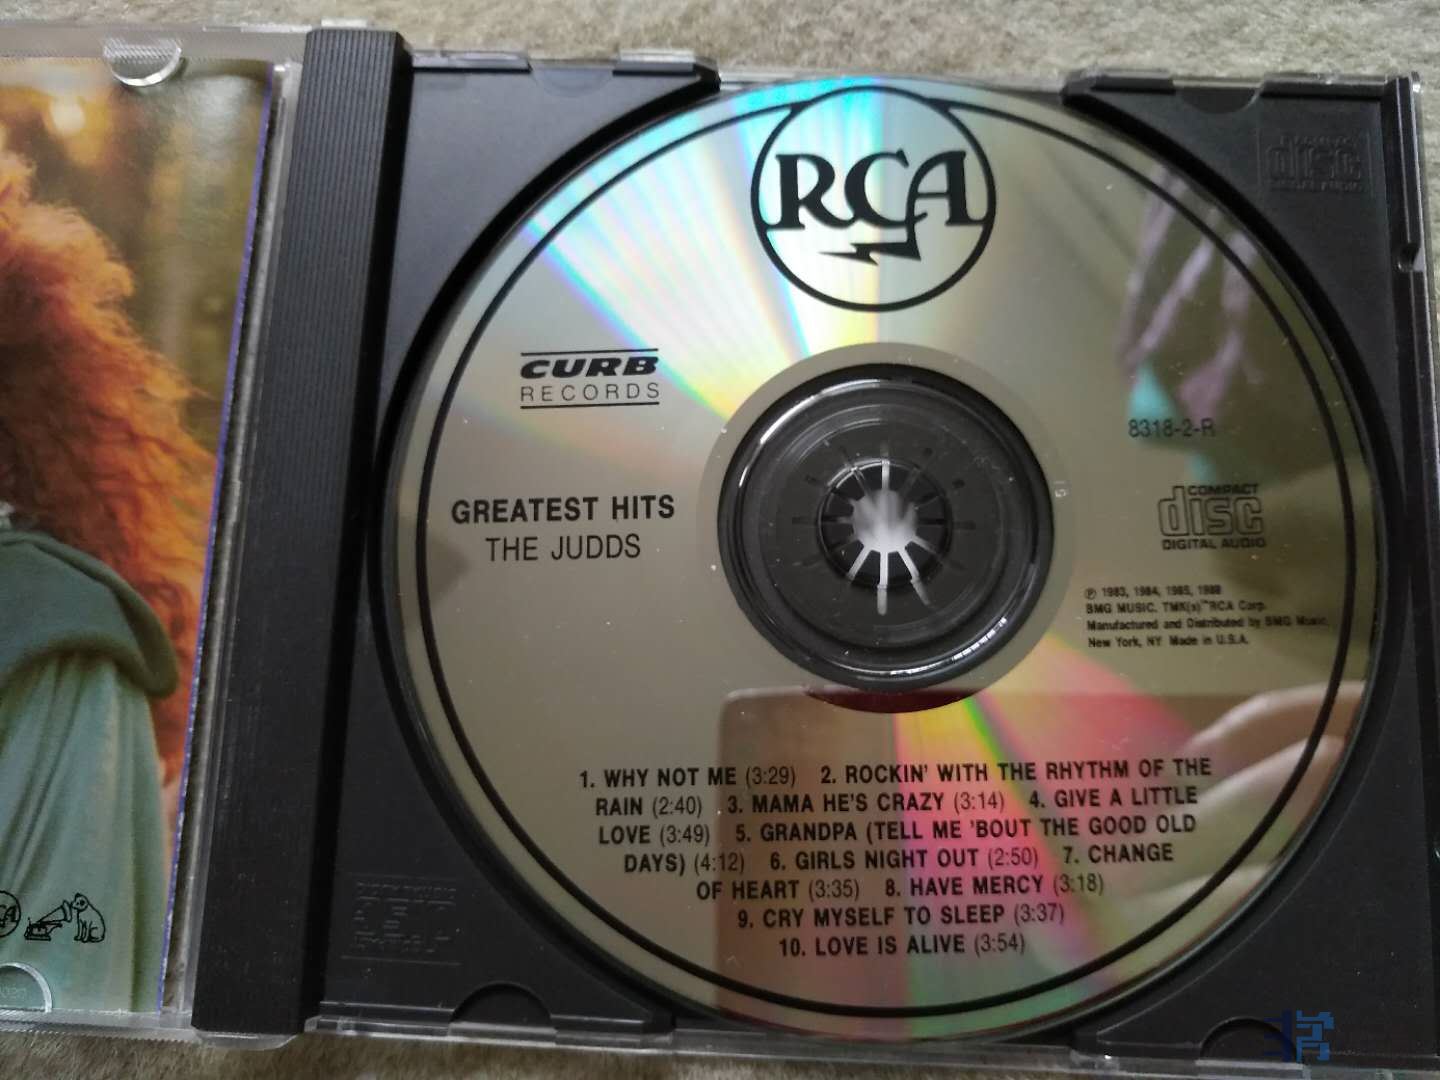 RCA
CURB
RECORDS
GREATEST HITS
THE JUDDS
8318-2-R
COMPACT
disc
DIGITAL AUDIO
℗ 1983, 1984, 1985, 1988
BMG MUSIC. TMK(s)™ RCA Corp.
Manufactured and Distributed by BMG Music,
New York, NY Made in U.S.A.
1. WHY NOT ME (3:29) 2. ROCKIN' WITH THE RHYTHM OF THE
RAIN (2:40) 3. MAMA HE'S CRAZY (3:14) 4. GIVE A LITTLE
LOVE (3:49) 5. GRANDPA (TELL ME 'BOUT THE GOOD OLD
DAYS) (4:12) 6. GIRLS NIGHT OUT (2:50) 7. CHANGE
OF HEART (3:35) 8. HAVE MERCY (3:18)
9. CRY MYSELF TO SLEEP (3:37)
10. LOVE IS ALIVE (3:54)
disc
DIGITAL AUDIO